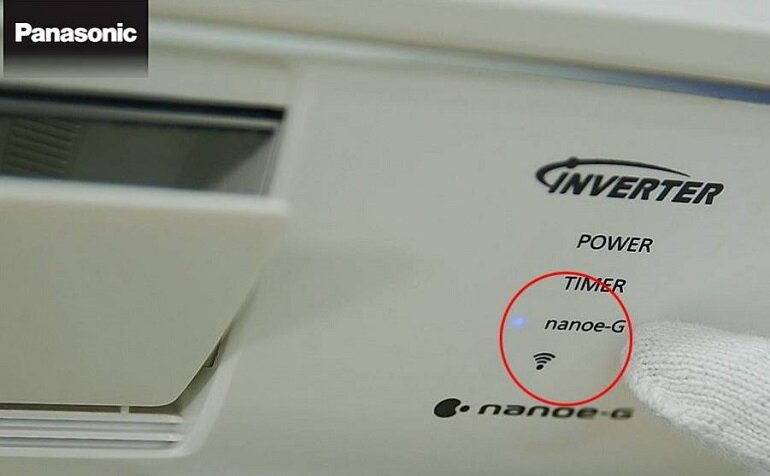 Panasonic
INVERTER
POWER
TIMER
nanoe-G
nanoe-G